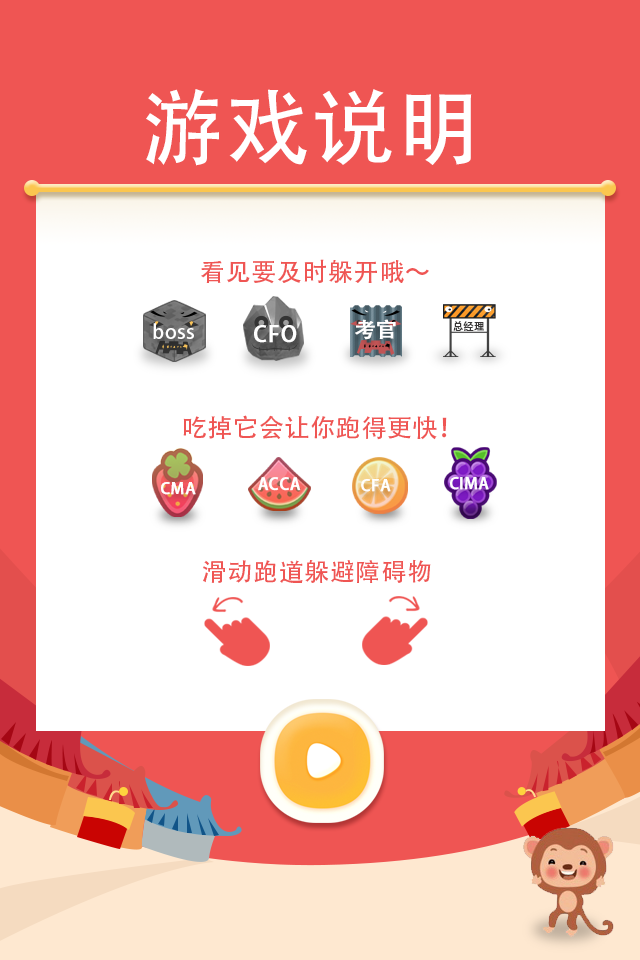 游戏说明
看见要及时躲开哦～
boss CFO 考官 总经理
吃掉它会让你跑得更快！
CMA ACCA CFA CIMA
滑动跑道躲避障碍物